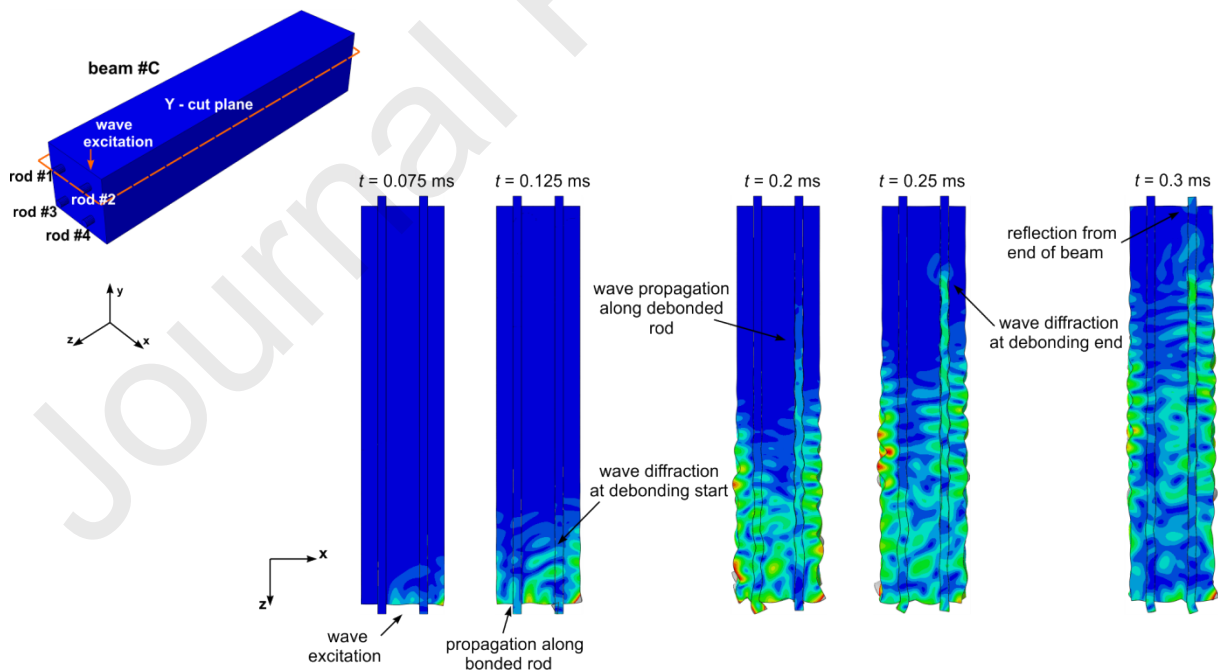 beam #C
Y - cut plane
wave
excitation
rod #1
rod #2
rod #3
rod #4
y
z
x
Journal
t = 0.075 ms
t = 0.125 ms
t = 0.2 ms
t = 0.25 ms
t = 0.3 ms
reflection from
end of beam
wave propagation
along debonded
rod
wave diffraction
at debonding end
wave diffraction
at debonding start
x
z
wave
excitation
propagation along
bonded rod